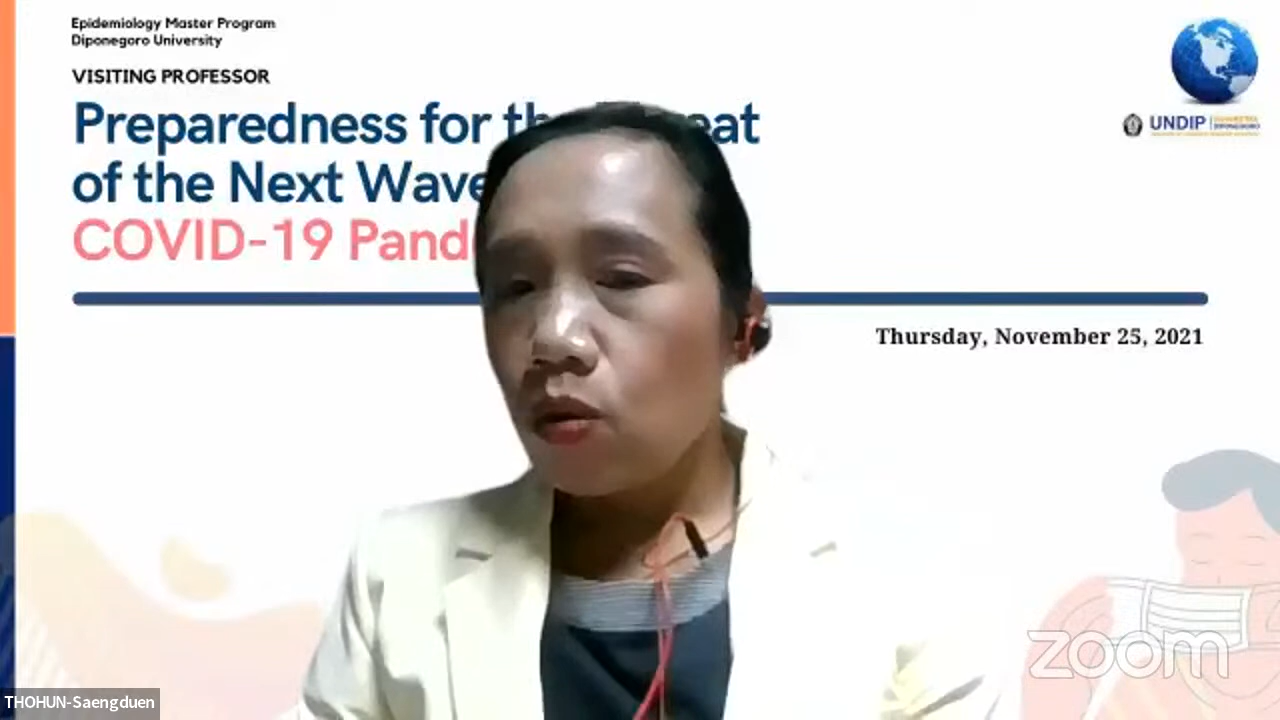 Epidemiology Master Program
Diponegoro University
VISITING PROFESSOR
Preparedness for th eat
of the Next Wave
COVID-19 Pand
UNDIP
Thursday, November 25, 2021
zoom
THOHUN-Saengduen